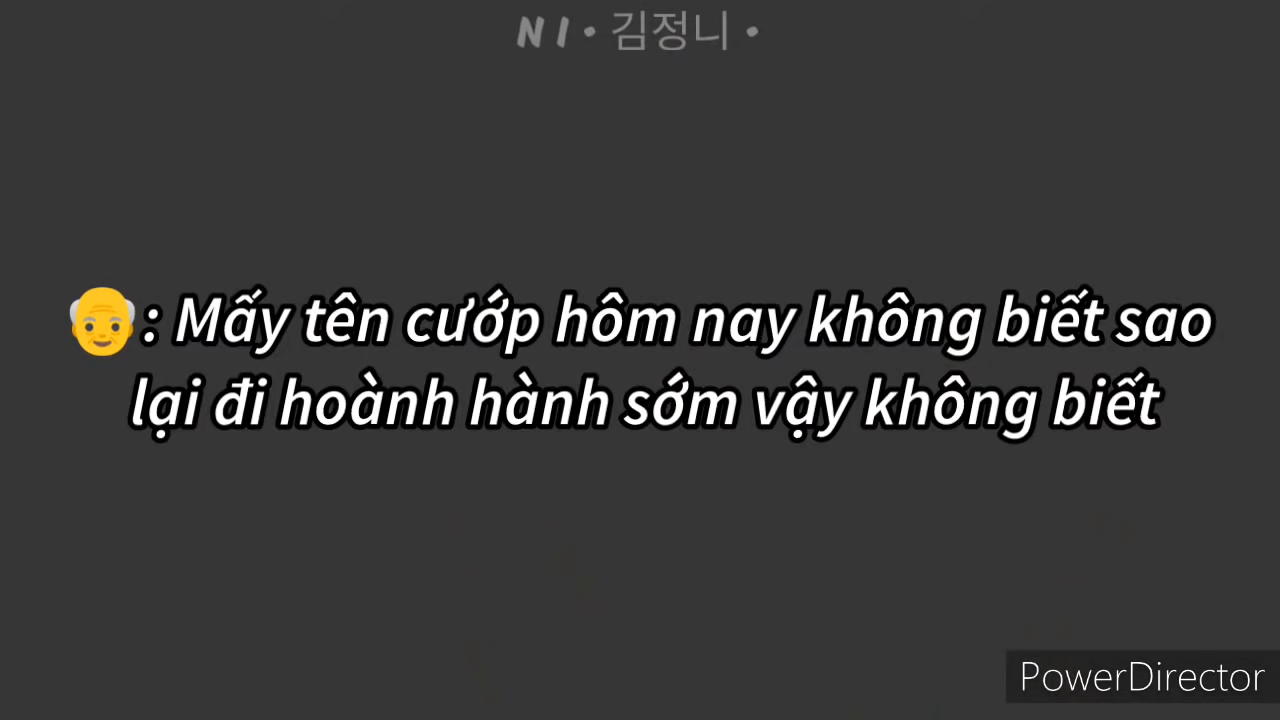 NI • 김정니 •
👴: Mấy tên cướp hôm nay không biết sao
lại đi hoành hành sớm vậy không biết
PowerDirector